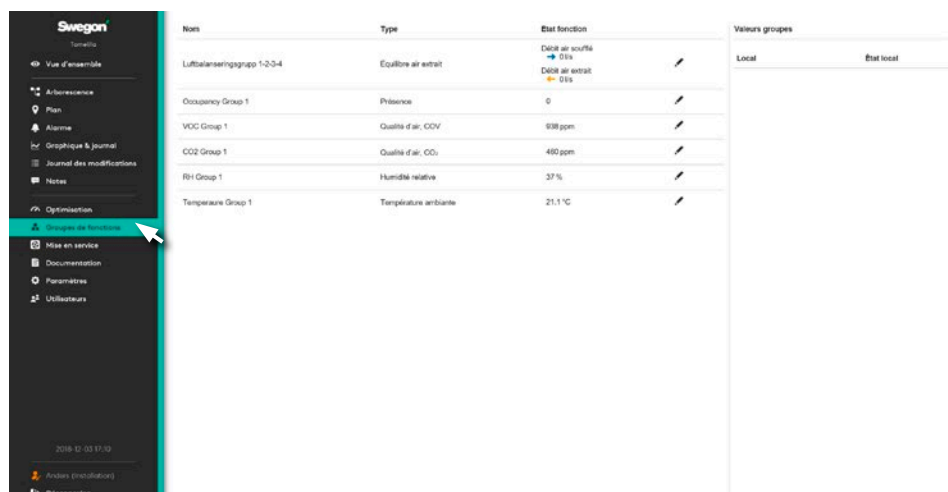 Swegon
Tomelilla
Vue d'ensemble
Arborescence
Plan
Alarme
Graphique & journal
Journal des modifications
Notes
Optimisation
Groupes de fonctions
Mise en service
Documentation
Paramètres
Utilisateurs
2018-12-03 17:10
Andies (Installation)
Nom Type État fonction
Luftbalanseringsgrupp 1-2-3-4 Équilibre air extrait Débit air soufflé
0 l/s
Débit air extrait
0 l/s
Occupancy Group 1 Présence 0
VOC Group 1 Qualité d'air, COV 938 ppm
CO2 Group 1 Qualité d'air, CO₂ 460 ppm
RH Group 1 Humidité relative 37 %
Temperaure Group 1 Température ambiante 21.1 °C
Valeurs groupes
Local État local